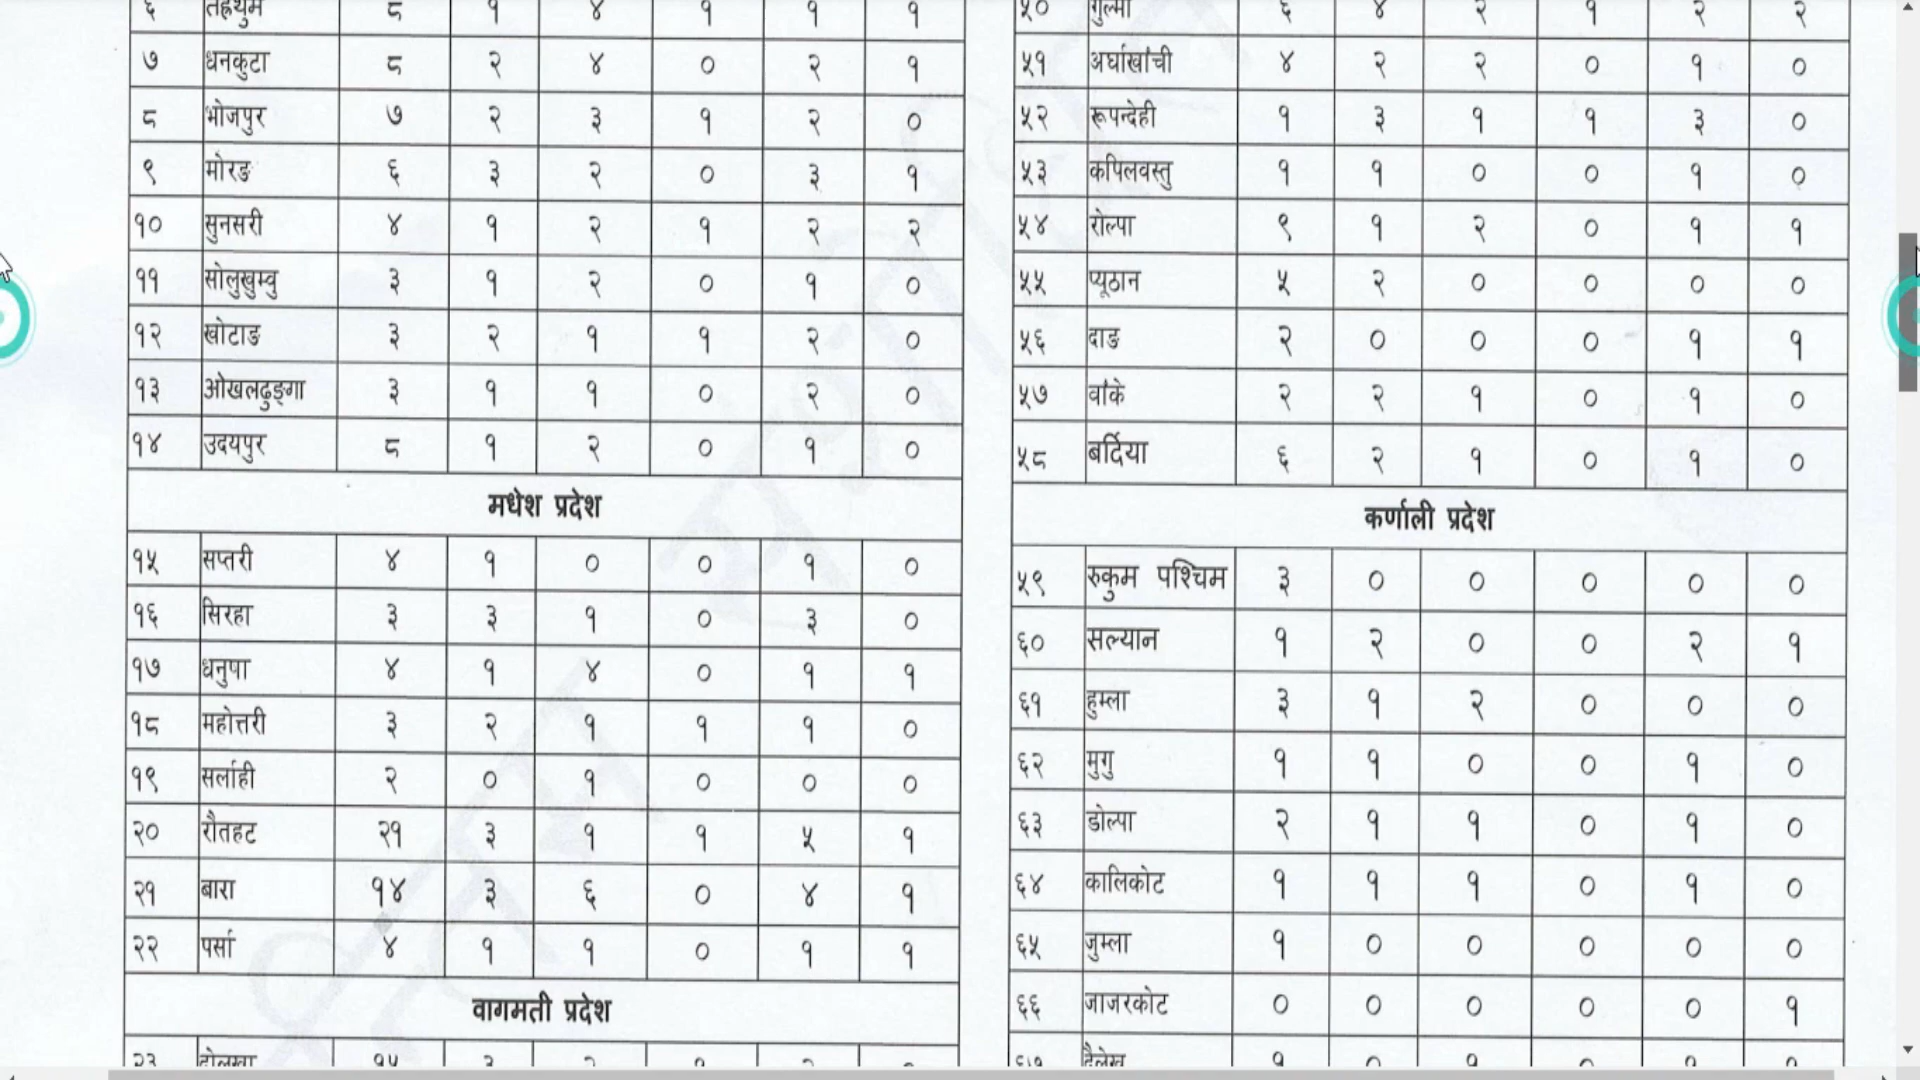 ६ तेह्रथुम ८ १ ४ १ १ १
७ धनकुटा ८ २ ४ ० २ १
८ भोजपुर ७ २ ३ १ २ ०
९ मोरङ ६ ३ २ ० ३ १
१० सुनसरी ४ १ २ १ २ २
११ सोलुखुम्वु ३ १ २ ० १ ०
१२ खोटाङ ३ २ १ १ २ ०
१३ ओखलढुङ्गा ३ १ १ ० २ ०
१४ उदयपुर ८ १ २ ० १ ०
मधेश प्रदेश
१५ सप्तरी ४ १ ० ० १ ०
१६ सिरहा ३ ३ १ ० ३ ०
१७ धनुषा ४ १ ४ ० १ १
१८ महोत्तरी ३ २ १ १ १ ०
१९ सर्लाही २ ० १ ० ० ०
२० रौतहट २१ ३ १ १ ५ १
२१ बारा १४ ३ ६ ० ४ १
२२ पर्सा ४ १ १ ० १ १
वागमती प्रदेश
२३ दोलखा १५
५० गुल्मी ६ ४ २ १ २ २
५१ अर्घाखाँची ४ २ २ ० १ ०
५२ रूपन्देही १ ३ १ १ ३ ०
५३ कपिलवस्तु १ १ ० ० १ ०
५४ रोल्पा ९ १ २ ० १ १
५५ प्यूठान ५ २ ० ० ० ०
५६ दाङ २ ० ० ० १ १
५७ वाँके २ २ १ ० १ ०
५८ बर्दिया ६ २ १ ० १ ०
कर्णाली प्रदेश
५९ रुकुम पश्चिम ३ ० ० ० ० ०
६० सल्यान १ २ ० ० २ १
६१ हुम्ला ३ १ २ ० ० ०
६२ मुगु १ १ ० ० १ ०
६३ डोल्पा २ १ १ ० १ ०
६४ कालिकोट १ १ १ ० १ ०
६५ जुम्ला १ ० ० ० ० ०
६६ जाजरकोट ० ० ० ० ० १
६७ दैलेख